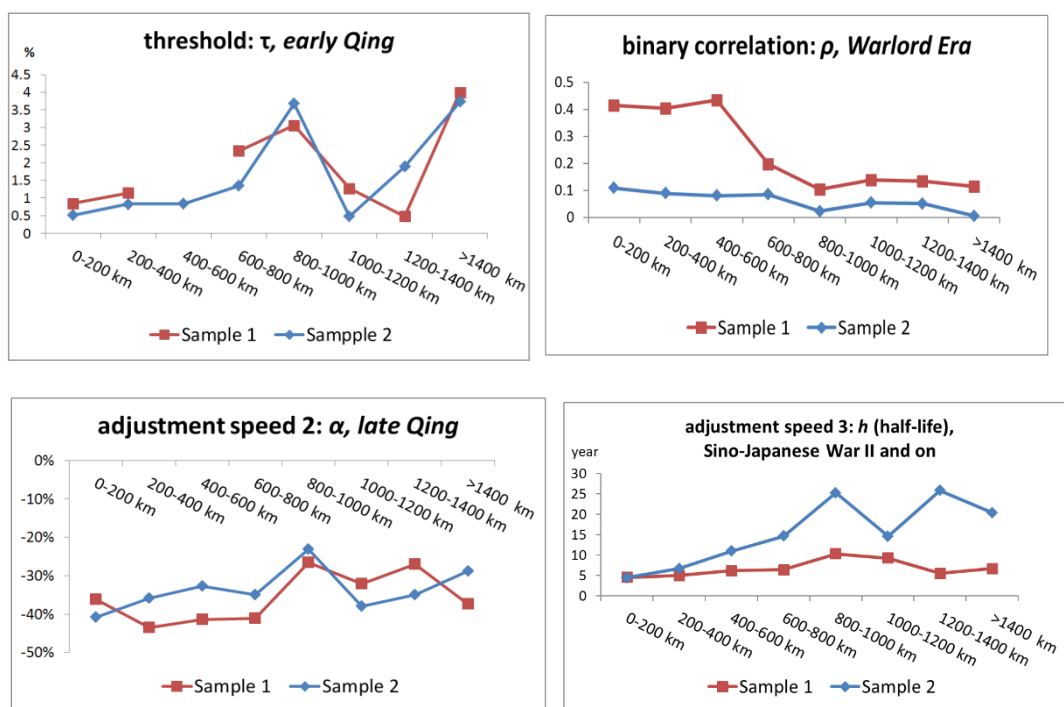 threshold: τ, early Qing
%
4.5
4
3.5
3
2.5
2
1.5
1
0.5
0
0-200 km
200-400 km
400-600 km
600-800 km
800-1000 km
1000-1200 km
1200-1400 km
>1400 km
Sample 1
Sampple 2
binary correlation: ρ, Warlord Era
0.5
0.4
0.3
0.2
0.1
0
0-200 km
200-400 km
400-600 km
600-800 km
800-1000 km
1000-1200 km
1200-1400 km
>1400 km
Sample 1
Sample 2
adjustment speed 2: α, late Qing
0%
-10%
-20%
-30%
-40%
-50%
0-200 km
200-400 km
400-600 km
600-800 km
800-1000 km
1000-1200 km
1200-1400 km
>1400 km
Sample 1
Sample 2
adjustment speed 3: h (half-life),
Sino-Japanese War II and on
year
30
25
20
15
10
5
0
0-200 km
200-400 km
400-600 km
600-800 km
800-1000 km
1000-1200 km
1200-1400 km
>1400 km
Sample 1
Sample 2